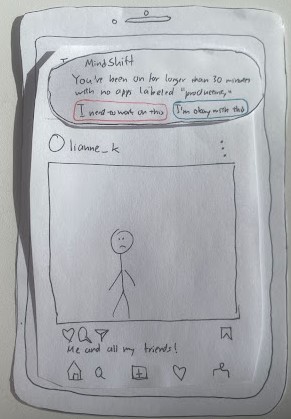 MindShift
You've been on for longer than 30 minutes
with no apps labeled "productive."
I need to work on this
I'm okay with this
lianne_k
Me and all my friends!